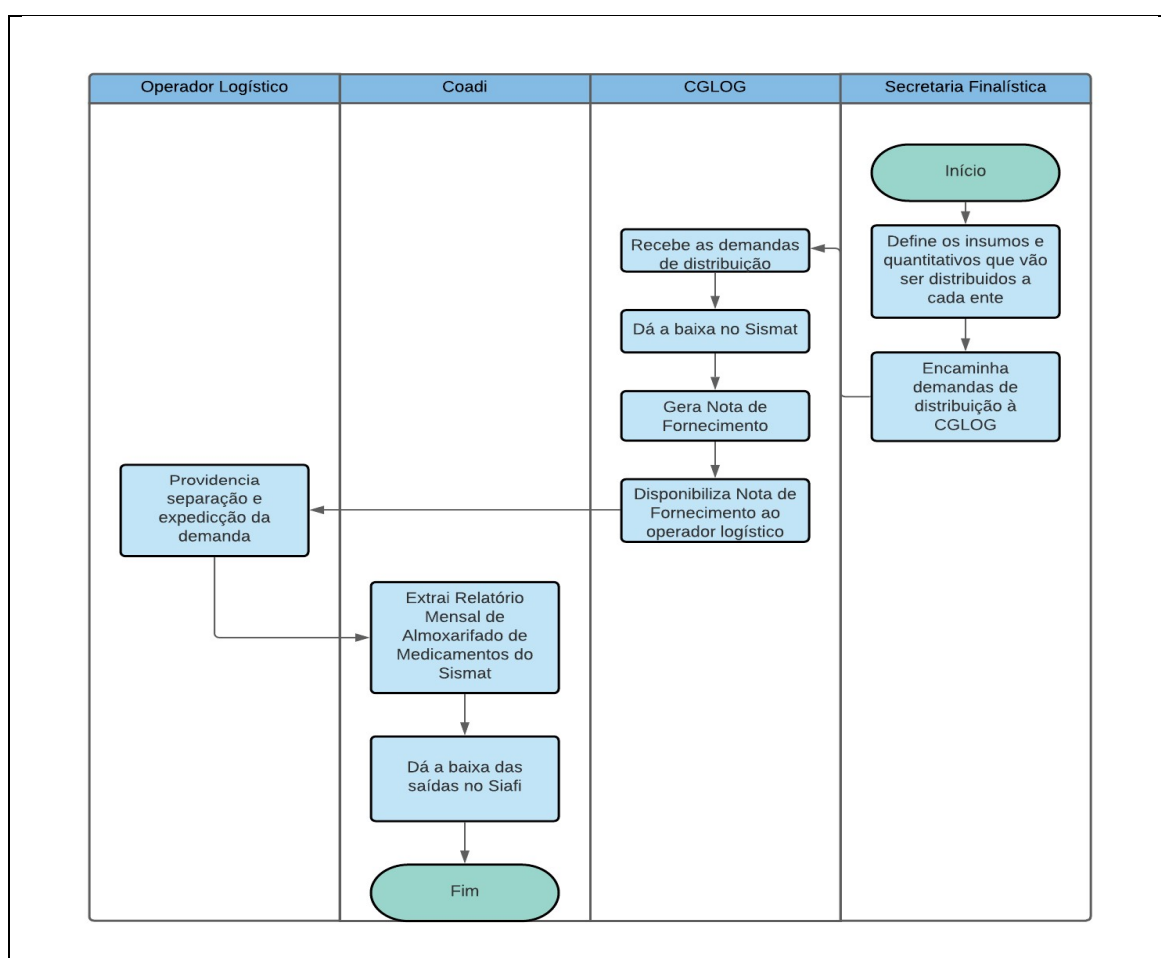 Operador Logístico
Coadi
CGLOG
Secretaria Finalística
Início
Define os insumos e
quantitativos que vão
ser distribuidos a
cada ente
Encaminha
demandas de
distribuição à
CGLOG
Recebe as demandas
de distribuição
Dá a baixa no Sismat
Gera Nota de
Fornecimento
Disponibiliza Nota de
Fornecimento ao
operador logístico
Providencia
separação e
expedicção da
demanda
Extrai Relatório
Mensal de
Almoxarifado de
Medicamentos do
Sismat
Dá a baixa das
saídas no Siafi
Fim